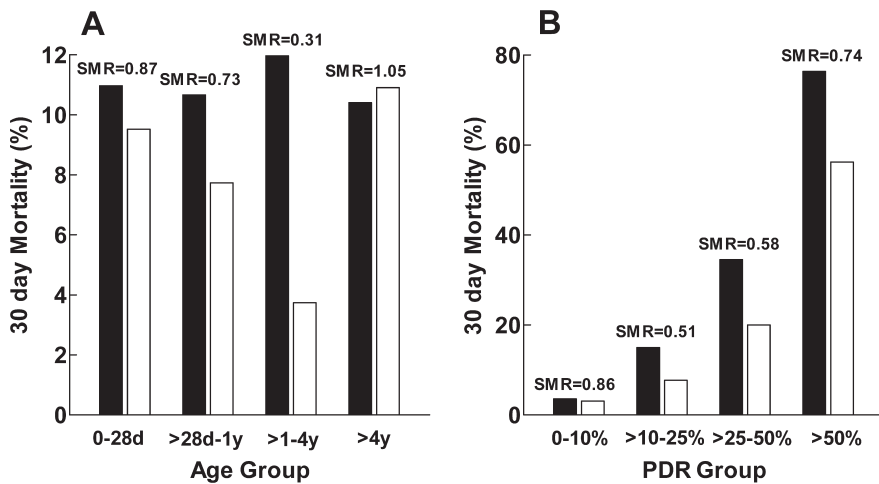 A
12
10
8
6
4
2
0
30 day Mortality (%)
SMR=0.87
SMR=0.73
SMR=0.31
SMR=1.05
0-28d
>28d-1y
>1-4y
>4y
Age Group
B
80
60
40
20
0
30 day Mortality (%)
SMR=0.86
SMR=0.51
SMR=0.58
SMR=0.74
0-10%
>10-25%
>25-50%
>50%
PDR Group